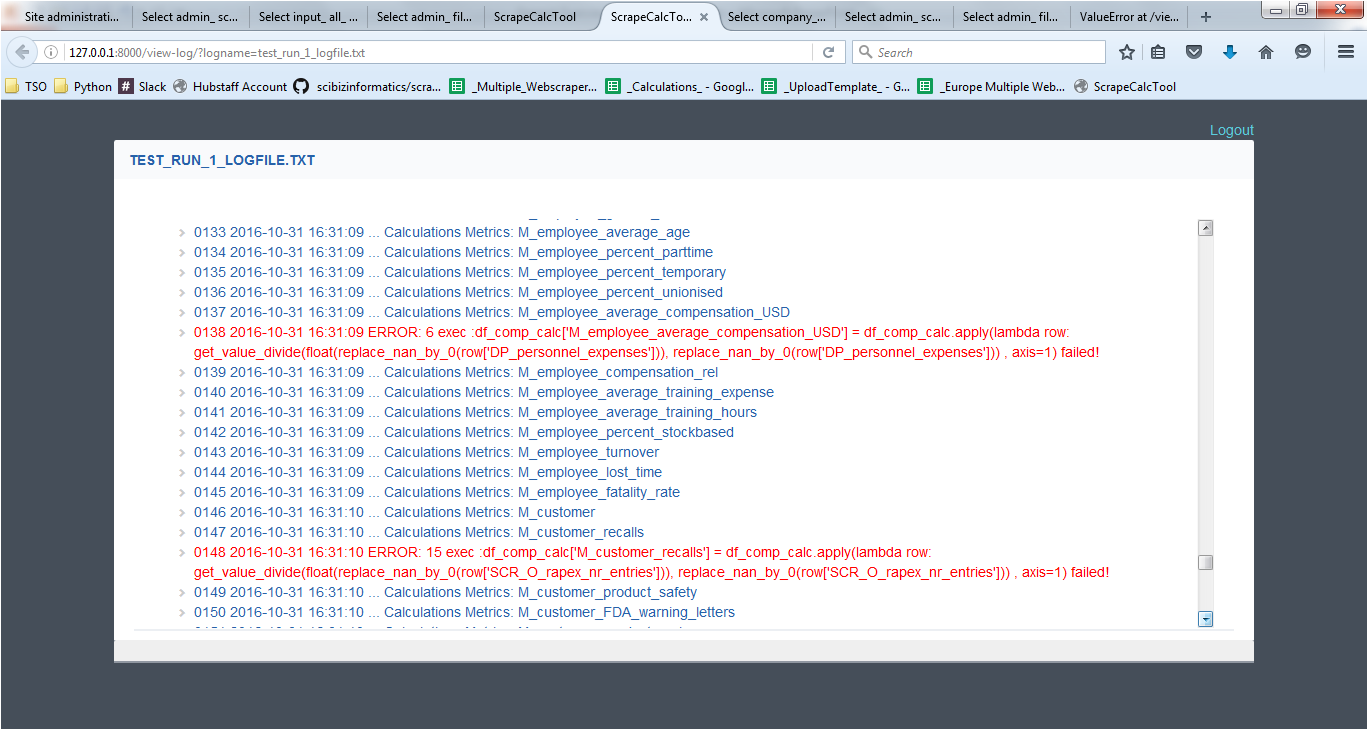 Site administrati...
Select admin_ sc...
Select input_ all_ ...
Select admin_ fil...
ScrapeCalcTool
ScrapeCalcTo...
Select company_...
Select admin_ sc...
Select admin_ fil...
ValueError at /vie...
127.0.0.1:8000/view-log/?logname=test_run_1_logfile.txt
Search
TSO
Python
Slack
Hubstaff Account
scibizinformatics/scra...
_Multiple_Webscraper...
_Calculations_ - Googl...
_UploadTemplate_ - G...
_Europe Multiple Web...
ScrapeCalcTool
Logout
TEST_RUN_1_LOGFILE.TXT
0133 2016-10-31 16:31:09 ... Calculations Metrics: M_employee_average_age
0134 2016-10-31 16:31:09 ... Calculations Metrics: M_employee_percent_parttime
0135 2016-10-31 16:31:09 ... Calculations Metrics: M_employee_percent_temporary
0136 2016-10-31 16:31:09 ... Calculations Metrics: M_employee_percent_unionised
0137 2016-10-31 16:31:09 ... Calculations Metrics: M_employee_average_compensation_USD
0138 2016-10-31 16:31:09 ERROR: 6 exec :df_comp_calc['M_employee_average_compensation_USD'] = df_comp_calc.apply(lambda row:
get_value_divide(float(replace_nan_by_0(row['DP_personnel_expenses'])), replace_nan_by_0(row['DP_personnel_expenses'])) , axis=1) failed!
0139 2016-10-31 16:31:09 ... Calculations Metrics: M_employee_compensation_rel
0140 2016-10-31 16:31:09 ... Calculations Metrics: M_employee_average_training_expense
0141 2016-10-31 16:31:09 ... Calculations Metrics: M_employee_average_training_hours
0142 2016-10-31 16:31:09 ... Calculations Metrics: M_employee_percent_stockbased
0143 2016-10-31 16:31:09 ... Calculations Metrics: M_employee_turnover
0144 2016-10-31 16:31:09 ... Calculations Metrics: M_employee_lost_time
0145 2016-10-31 16:31:09 ... Calculations Metrics: M_employee_fatality_rate
0146 2016-10-31 16:31:10 ... Calculations Metrics: M_customer
0147 2016-10-31 16:31:10 ... Calculations Metrics: M_customer_recalls
0148 2016-10-31 16:31:10 ERROR: 15 exec :df_comp_calc['M_customer_recalls'] = df_comp_calc.apply(lambda row:
get_value_divide(float(replace_nan_by_0(row['SCR_O_rapex_nr_entries'])), replace_nan_by_0(row['SCR_O_rapex_nr_entries'])) , axis=1) failed!
0149 2016-10-31 16:31:10 ... Calculations Metrics: M_customer_product_safety
0150 2016-10-31 16:31:10 ... Calculations Metrics: M_customer_FDA_warning_letters